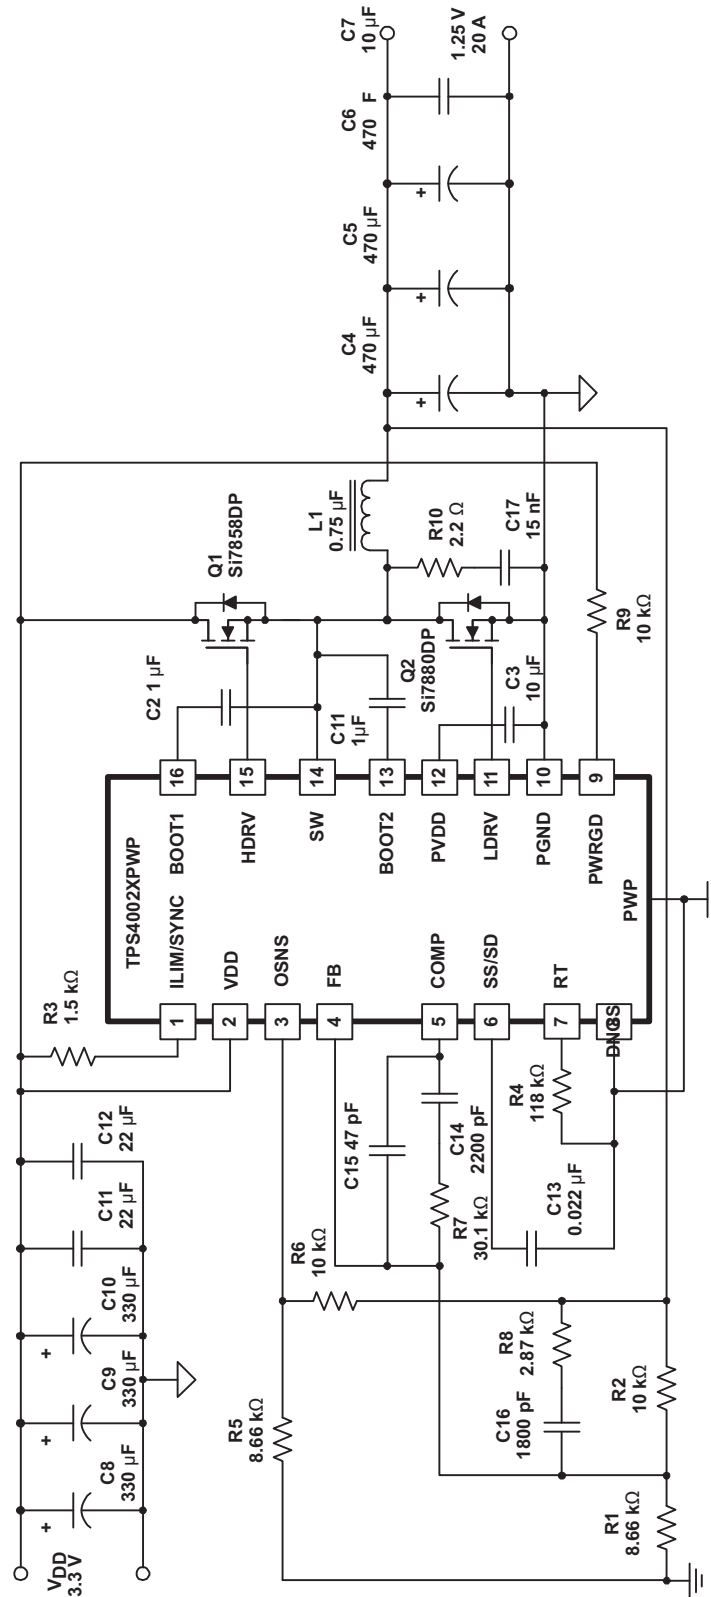 C7
10 µF
1.25 V
20 A
C6
470 F
C5
470 µF
C4
470 µF
L1
0.75 µF
R10
2.2 Ω
C17
15 nF
Q1
Si7858DP
Q2
Si7880DP
R9
10 kΩ
C2 1 µF
C11
1µF
C3
10 µF
16
15
14
13
12
11
10
9
BOOT1
HDRV
SW
BOOT2
PVDD
LDRV
PGND
PWRGD
TPS4002XPWP
PWP
ILIM/SYNC
VDD
OSNS
FB
COMP
SS/SD
RT
DNGSS
1
2
3
4
5
6
7
8
R3
1.5 kΩ
C12
22 µF
C11
22 µF
C10
330 µF
C9
330 µF
C8
330 µF
VDD
3.3 V
C15 47 pF
C14
2200 pF
R7
30.1 kΩ
R4
118 kΩ
C13
0.022 µF
R6
10 kΩ
R5
8.66 kΩ
R8
2.87 kΩ
C16
1800 pF
R2
10 kΩ
R1
8.66 kΩ
+
+
+
+
+
+